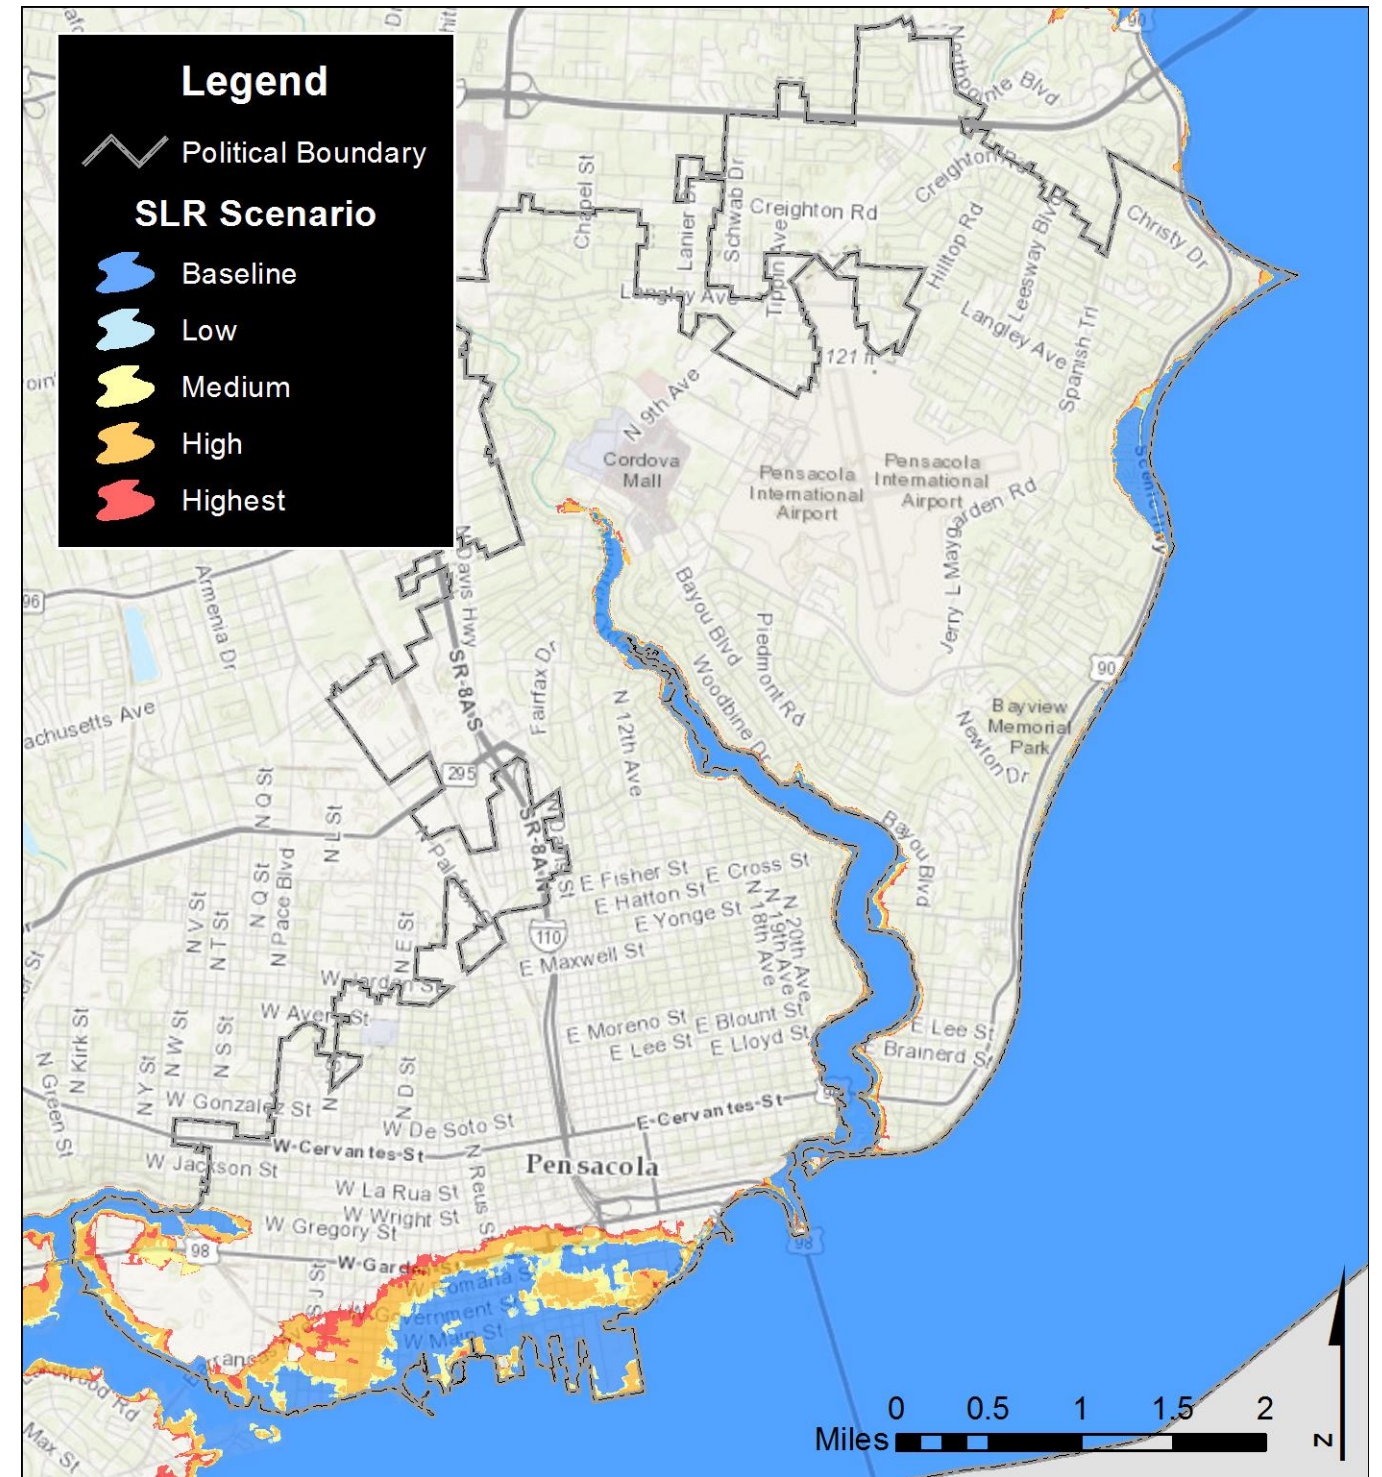 Legend
Political Boundary
SLR Scenario
Baseline
Low
Medium
High
Highest
90
Northpointe Blvd
Creighton Rd
Chapel St
Lanier Dr
Schwab Dr
Creighton Rd
Tippin Ave
Hilltop Rd
Leesway Blvd
Christy Dr
Langley Ave
Langley Ave
Spanish Trl
121 ft
N 9th Ave
Cordova
Mall
Pensacola
International
Airport
Pensacola
International
Airport
Scenic Hwy
Jerry L Maygarden Rd
N Davis Hwy
96
Armenia Dr
SR-8A S
Fairfax Dr
N 12th Ave
Bayou Blvd
Piedmont Rd
Woodbine Dr
90
Bayview
Memorial
Park
Newton Dr
achusetts Ave
295
N Q St
N L St
SR-8A N
Bayou Blvd
E Fisher St
E Cross St
E Hatton St
E Yonge St
N 18th Ave
N 19th Ave
N 20th Ave
N V St
N T St
N Q St
N Pace Blvd
N E St
110
E Maxwell St
W Jordan St
W Avery St
N Kirk St
N Green St
N Y St
N W St
N S St
N D St
E Moreno St
E Blount St
E Lee St
E Lloyd St
E Lee St
E Brainerd St
W Gonzalez St
N
W De Soto St
E-Cervantes-St
W-Cervantes-St
W Jackson St
N Reus St
Pensacola
W La Rua St
W Wright St
W Gregory St
98
W-Garden-St
98
S J St
W Romana St
W Government St
W Main St
Barrancas
Lakewood Rd
Max St
0 0.5 1 1.5 2
Miles
N